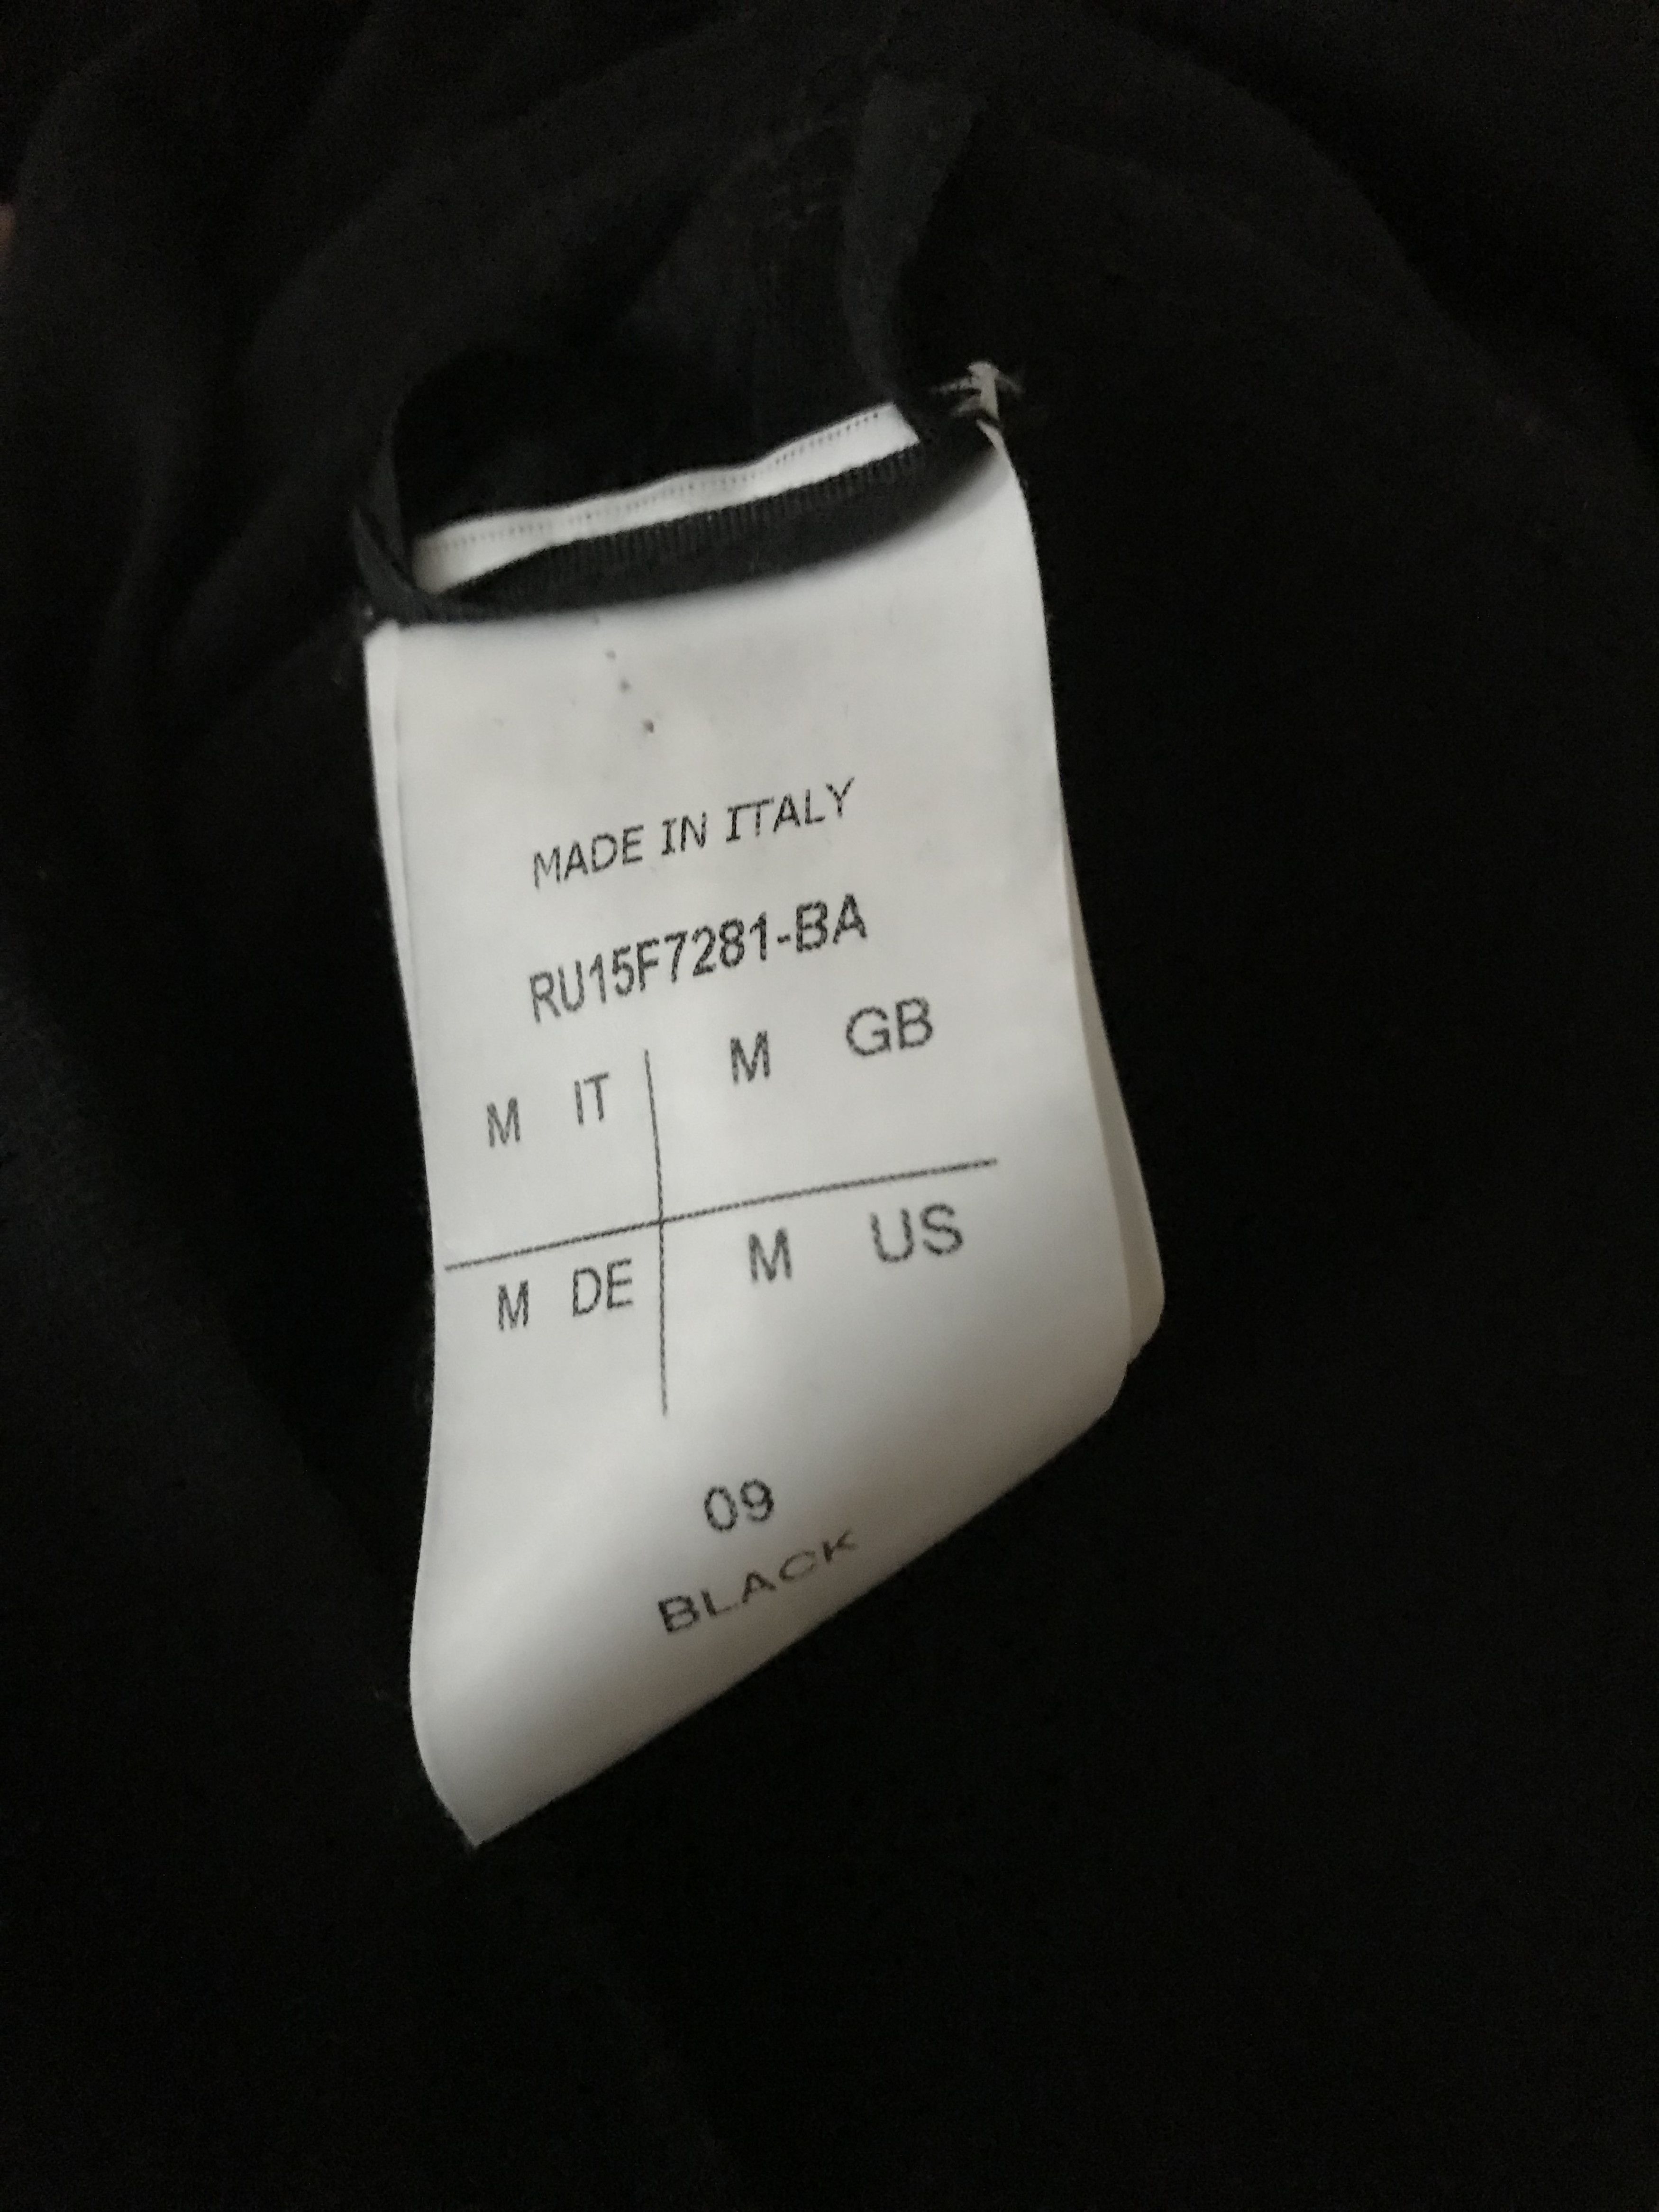 MADE IN ITALY
RU15F7281-BA
M IT M GB
M DE M US
09
BLACK